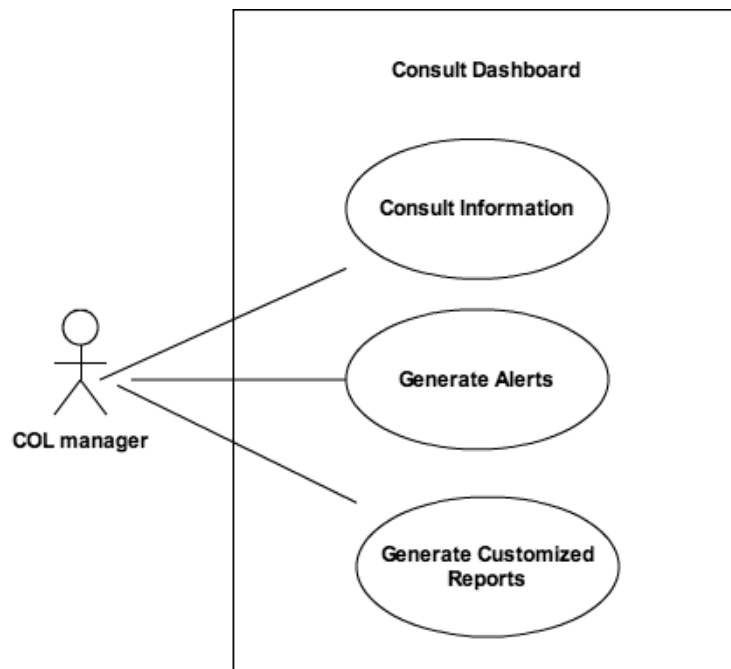 Consult Dashboard
Consult Information
Generate Alerts
COL manager
Generate Customized
Reports